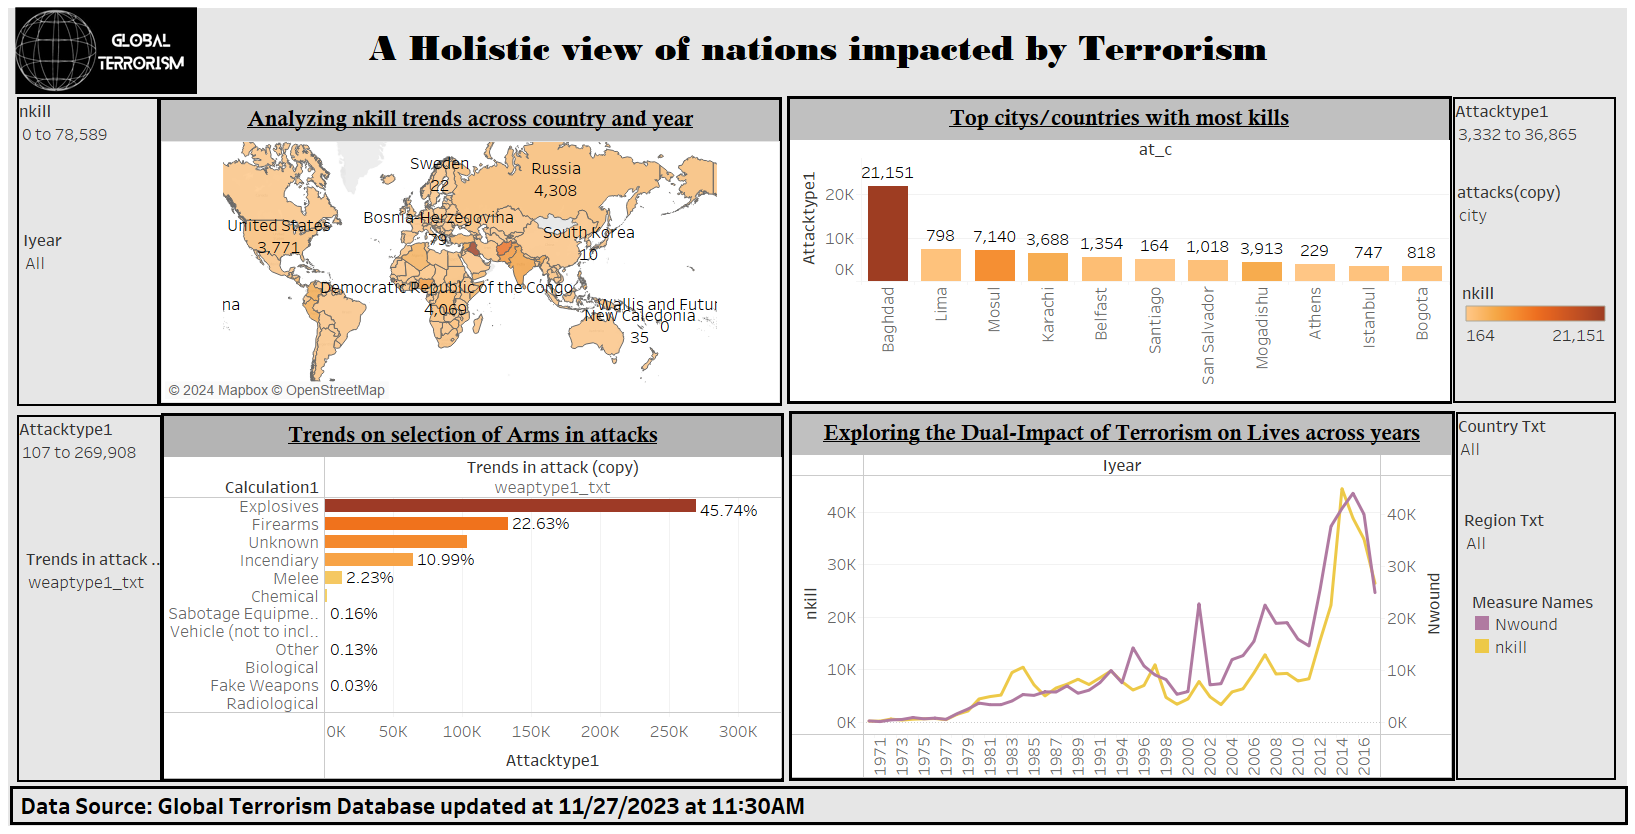 GLOBAL
TERRORISM
A Holistic view of nations impacted by Terrorism
nkill
0 to 78,589
Iyear
All
Analyzing nkill trends across country and year
Sweden
22
Russia
4,308
United States
3,771
Bosnia-Herzegovina
79
South Korea
10
Democratic Republic of the Congo
4,069
na
Wallis and Futur
0
New Caledonia
35
© 2024 Mapbox © OpenStreetMap
Top citys/countries with most kills
at_c
Attacktype1
20K
10K
0K
21,151
798
7,140
3,688
1,354
164
1,018
3,913
229
747
818
Baghdad
Lima
Mosul
Karachi
Belfast
Santiago
San Salvador
Mogadishu
Athens
Istanbul
Bogota
Attacktype1
3,332 to 36,865
attacks(copy)
city
nkill
164 21,151
Attacktype1
107 to 269,908
Trends in attack ..
weaptype1_txt
Trends on selection of Arms in attacks
Trends in attack (copy)
Calculation1 weaptype1_txt
Explosives 45.74%
Firearms 22.63%
Unknown
Incendiary 10.99%
Melee 2.23%
Chemical
Sabotage Equipme.. 0.16%
Vehicle (not to incl..
Other 0.13%
Biological
Fake Weapons 0.03%
Radiological
0K 50K 100K 150K 200K 250K 300K
Attacktype1
Exploring the Dual-Impact of Terrorism on Lives across years
Iyear
nkill
40K
30K
20K
10K
0K
40K
30K
20K
10K
0K
Nwound
1971
1973
1975
1977
1979
1981
1983
1985
1987
1989
1991
1994
1996
1998
2000
2002
2004
2006
2008
2010
2012
2014
2016
Country Txt
All
Region Txt
All
Measure Names
Nwound
nkill
Data Source: Global Terrorism Database updated at 11/27/2023 at 11:30AM